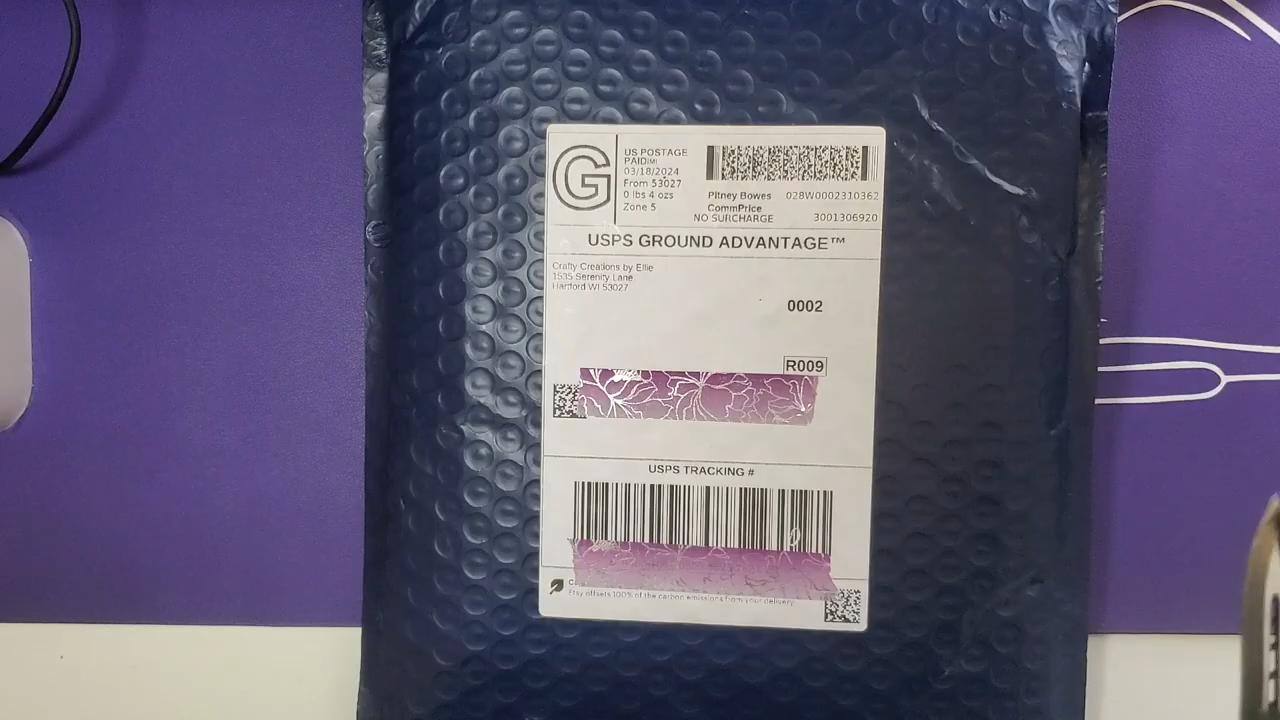 G
US POSTAGE
PAID IMI
03/18/2024
From 53027
0 lbs 4 ozs
Zone 5
Pitney Bowes 028W0002310362
CommPrice
NO SURCHARGE 3001306920
USPS GROUND ADVANTAGE™
Crafty Creations by Ellie
1535 Serenity Lane
Hartford WI 53027
0002
R009
USPS TRACKING #
Etsy offsets 100% of the carbon emissions from your delivery